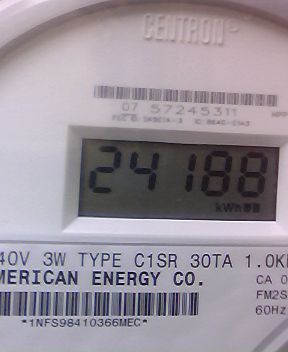 CENTRON®
07 57245311
24188
kWh
40V 3W TYPE C1SR 30TA 1.0K
MERICAN ENERGY CO.
CA 0
FM2S
60Hz
*1NFS98410366MEC*